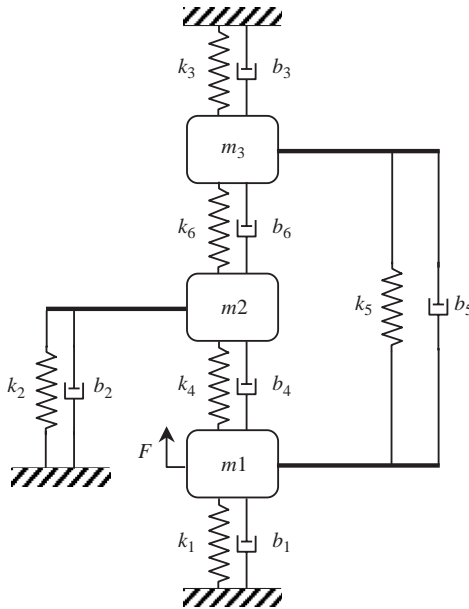 k₃ b₃
m₃
k₆ b₆
k₅ b₅
m2
k₂ b₂
k₄ b₄
F
m1
k₁ b₁